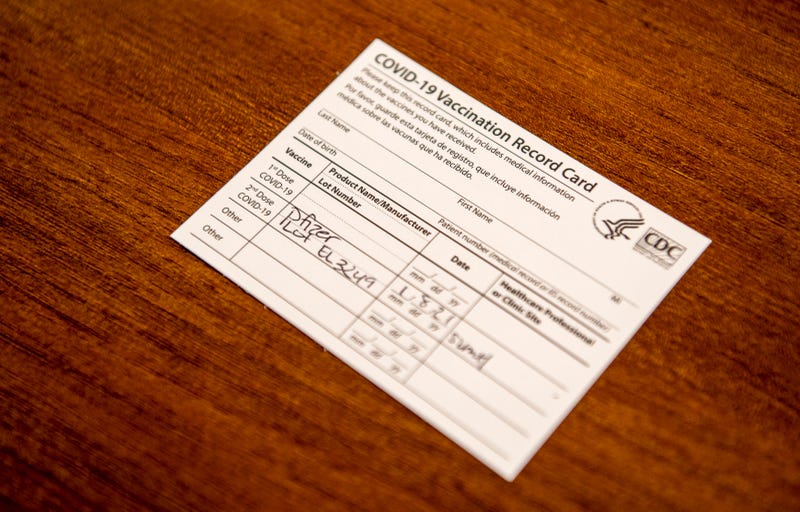 COVID-19 Vaccination Record Card
Please keep this record card, which includes medical information
about the vaccines you have received.
Por favor, guarde esta tarjeta de registro, que incluye información
médica sobre las vacunas que ha recibido.
Last Name First Name MI
Date of birth Patient number (medical record or IIS record number)
Vaccine Product Name/Manufacturer Date Healthcare Professional
Lot Number or Clinic Site
1st Dose
COVID-19
mm dd yy
2nd Dose Pfizer
COVID-19 Lot EL3249 1 8 21
mm dd yy
Other
mm dd yy
Other
mm dd yy
CDC